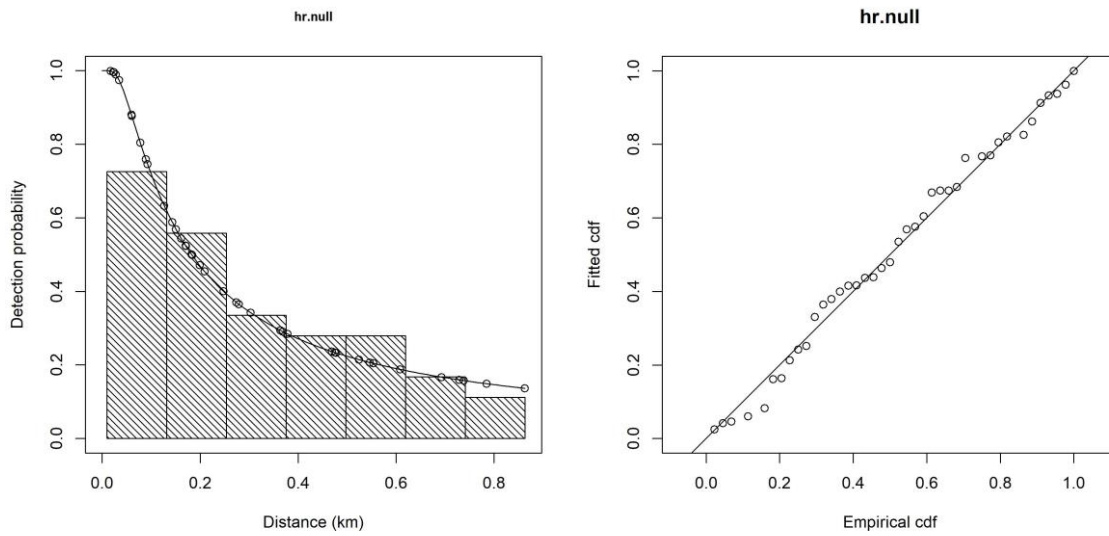 hr.null
Detection probability
1.0
0.8
0.6
0.4
0.2
0.0
0.0 0.2 0.4 0.6 0.8
Distance (km)
hr.null
Fitted cdf
1.0
0.8
0.6
0.4
0.2
0.0
0.0 0.2 0.4 0.6 0.8 1.0
Empirical cdf